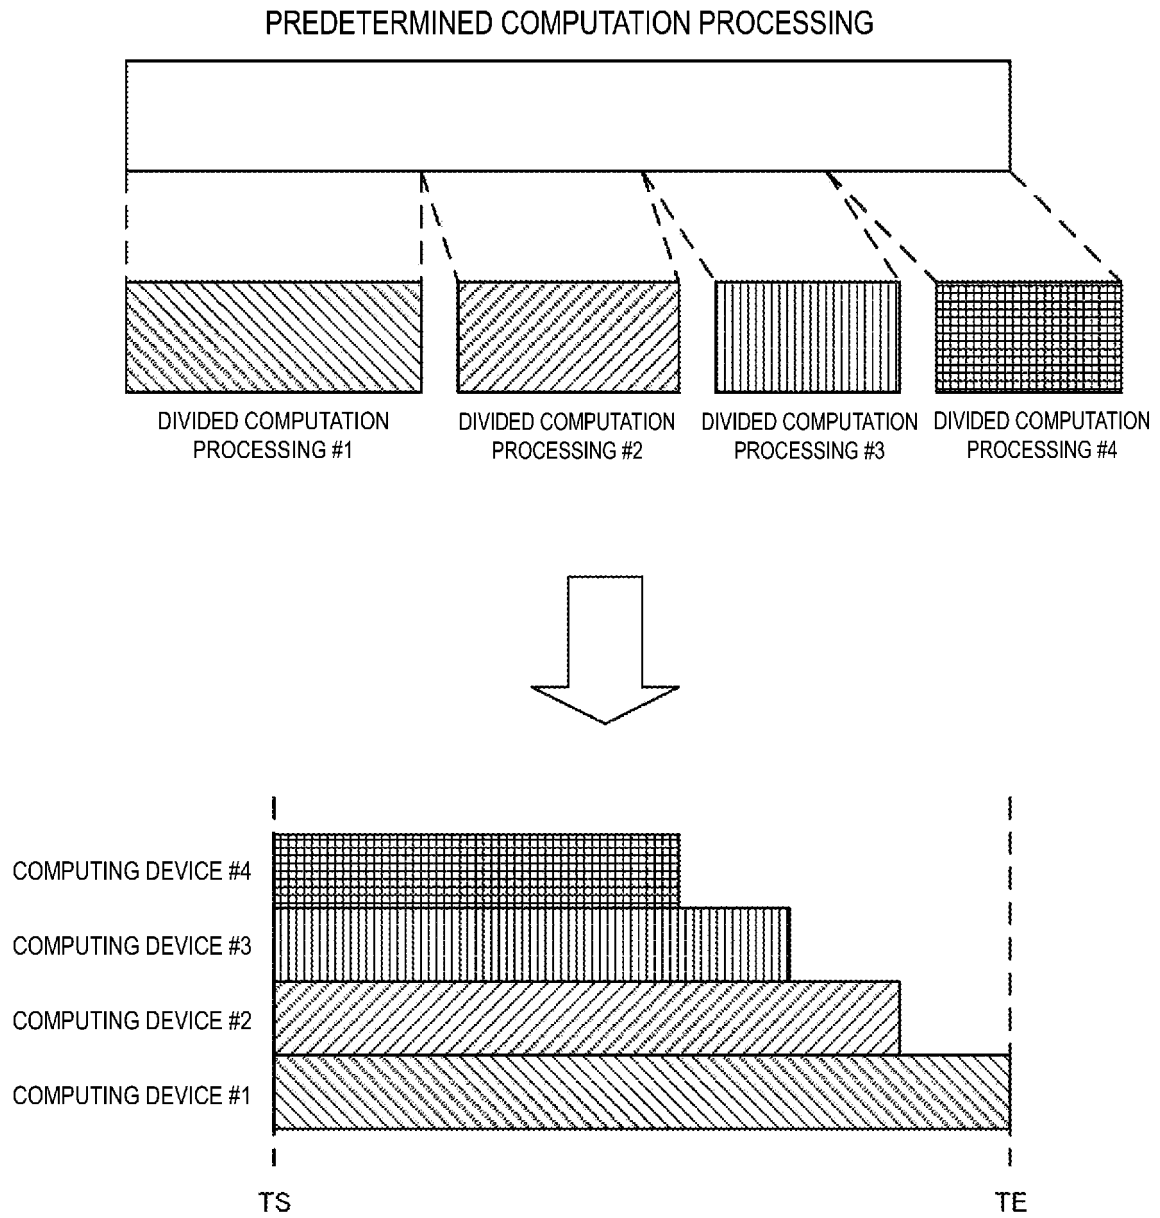 PREDETERMINED COMPUTATION PROCESSING
DIVIDED COMPUTATION
PROCESSING #1
DIVIDED COMPUTATION
PROCESSING #2
DIVIDED COMPUTATION
PROCESSING #3
DIVIDED COMPUTATION
PROCESSING #4
COMPUTING DEVICE #4
COMPUTING DEVICE #3
COMPUTING DEVICE #2
COMPUTING DEVICE #1
TS
TE